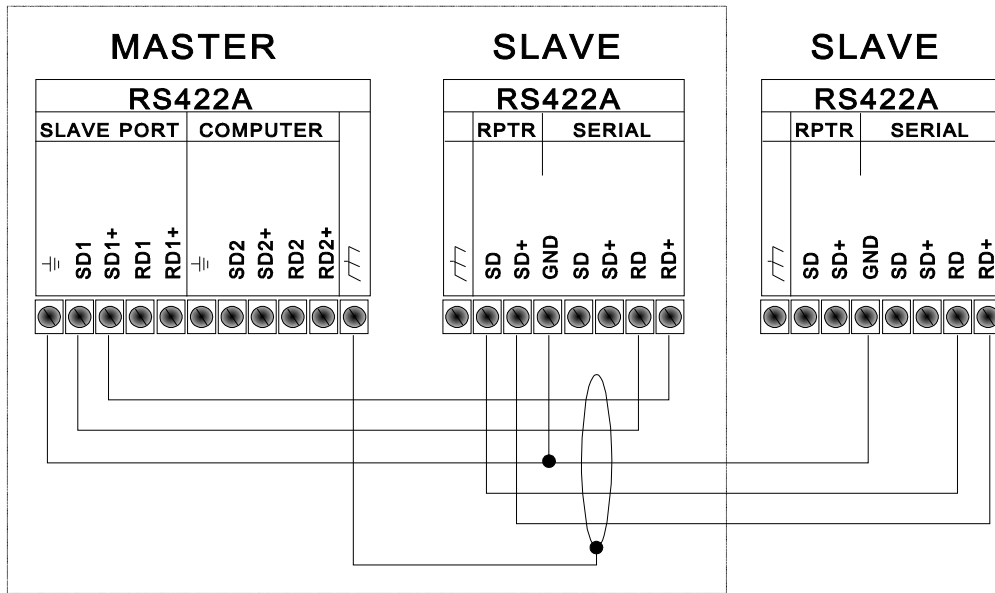 MASTER
SLAVE
SLAVE
RS422A
RS422A
RS422A
SLAVE PORT
COMPUTER
RPTR
SERIAL
RPTR
SERIAL
SD1
SD1+
RD1
RD1+
SD2
SD2+
RD2
RD2+
SD
SD+
GND
SD
SD+
RD
RD+
SD
SD+
GND
SD
SD+
RD
RD+